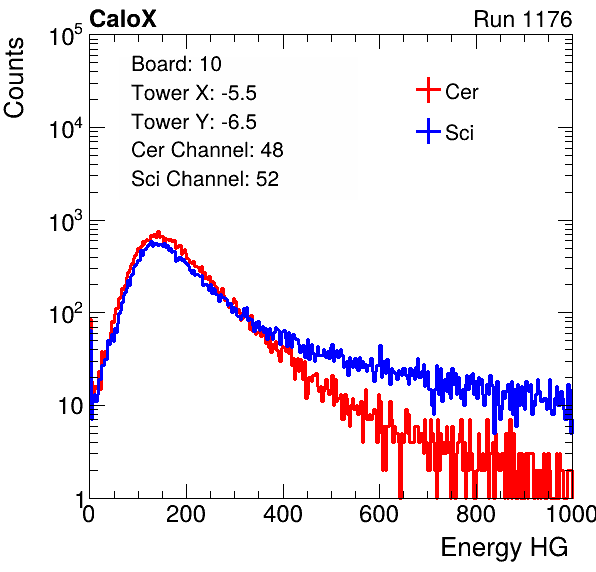 CaloX Run 1176
Counts
10^5
10^4
10^3
10^2
10
1
Board: 10
Tower X: -5.5
Tower Y: -6.5
Cer Channel: 48
Sci Channel: 52
Cer
Sci
0 200 400 600 800 1000
Energy HG